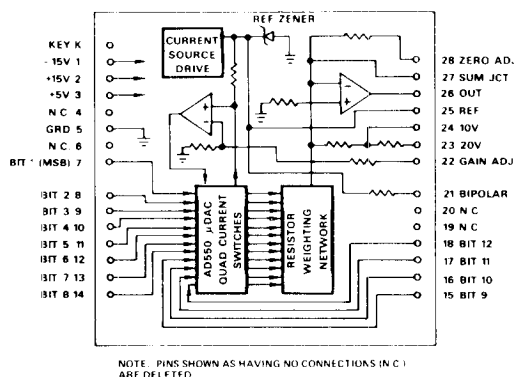 REF ZENER
CURRENT
SOURCE
DRIVE
KEY K
- 15V 1
+15V 2
+5V 3
N C 4
GRD 5
N C. 6
BIT 1 (MSB) 7
BIT 2 8
BIT 3 9
BIT 4 10
BIT 5 11
BIT 6 12
BIT 7 13
BIT 8 14
AD550 µDAC
QUAD CURRENT
SWITCHES
RESISTOR
WEIGHTING
NETWORK
28 ZERO ADJ.
27 SUM JCT
26 OUT
25 REF
24 10V
23 20V
22 GAIN ADJ
21 BIPOLAR
20 N C
19 N C
18 BIT 12
17 BIT 11
16 BIT 10
15 BIT 9
NOTE: PINS SHOWN AS HAVING NO CONNECTIONS (N C )
ARE DELETED